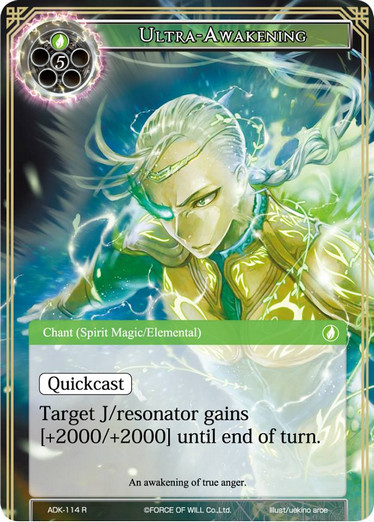 ULTRA-AWAKENING
5
Chant (Spirit Magic/Elemental)
Quickcast
Target J/resonator gains
[+2000/+2000] until end of turn.
An awakening of true anger.
ADK-114 R ©FORCE OF WILL Co.,Ltd. Illust/uekino aroe